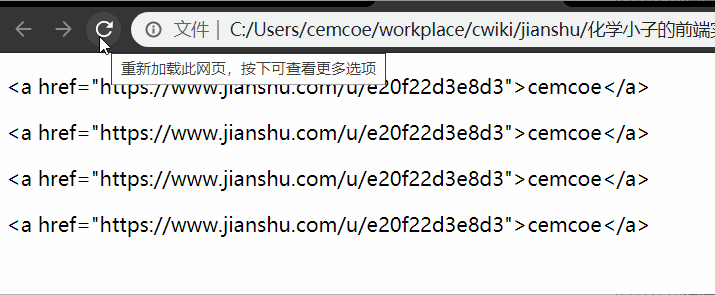 文件 | C:/Users/cemcoe/workplace/cwiki/jianshu/化学小子的前端实
重新加载此网页，按下可查看更多选项
<a href="https://www.jianshu.com/u/e20f22d3e8d3">cemcoe</a>
<a href="https://www.jianshu.com/u/e20f22d3e8d3">cemcoe</a>
<a href="https://www.jianshu.com/u/e20f22d3e8d3">cemcoe</a>
<a href="https://www.jianshu.com/u/e20f22d3e8d3">cemcoe</a>